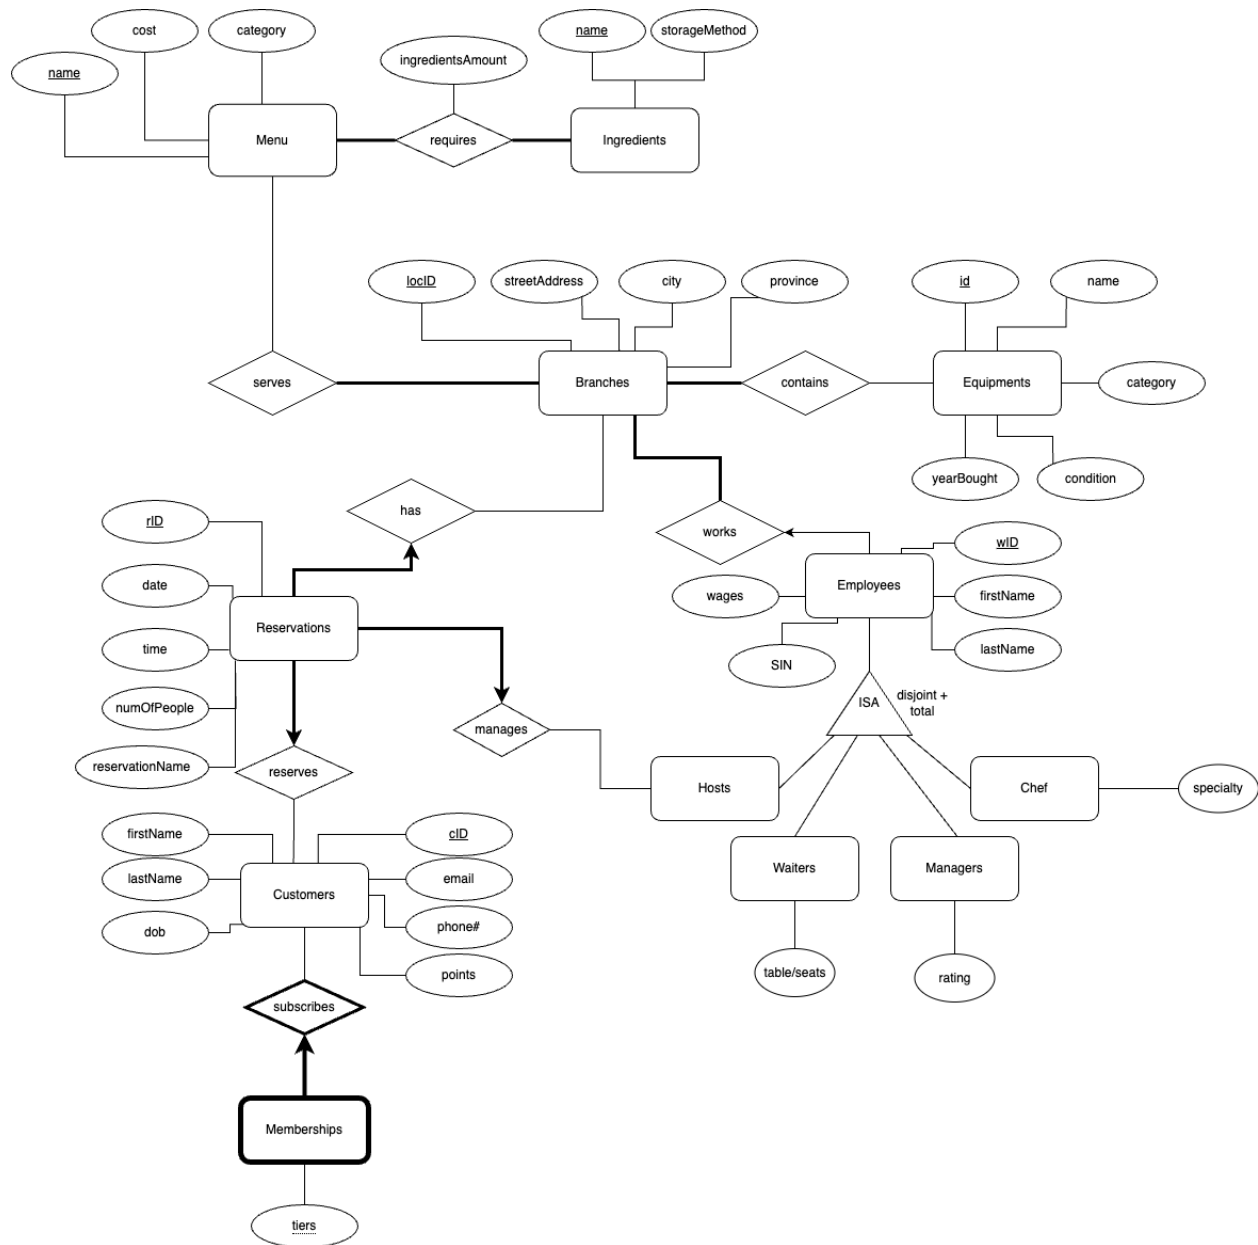 cost
category
name
storageMethod
name
ingredientsAmount
Menu
requires
Ingredients
locID
streetAddress
city
province
id
name
serves
Branches
contains
Equipments
category
yearBought
condition
has
works
rID
wID
date
wages
Employees
firstName
Reservations
time
SIN
lastName
numOfPeople
ISA
disjoint +
total
manages
reservationName
reserves
Hosts
Chef
specialty
firstName
cID
lastName
Customers
email
Waiters
Managers
dob
phone#
points
table/seats
rating
subscribes
Memberships
tiers